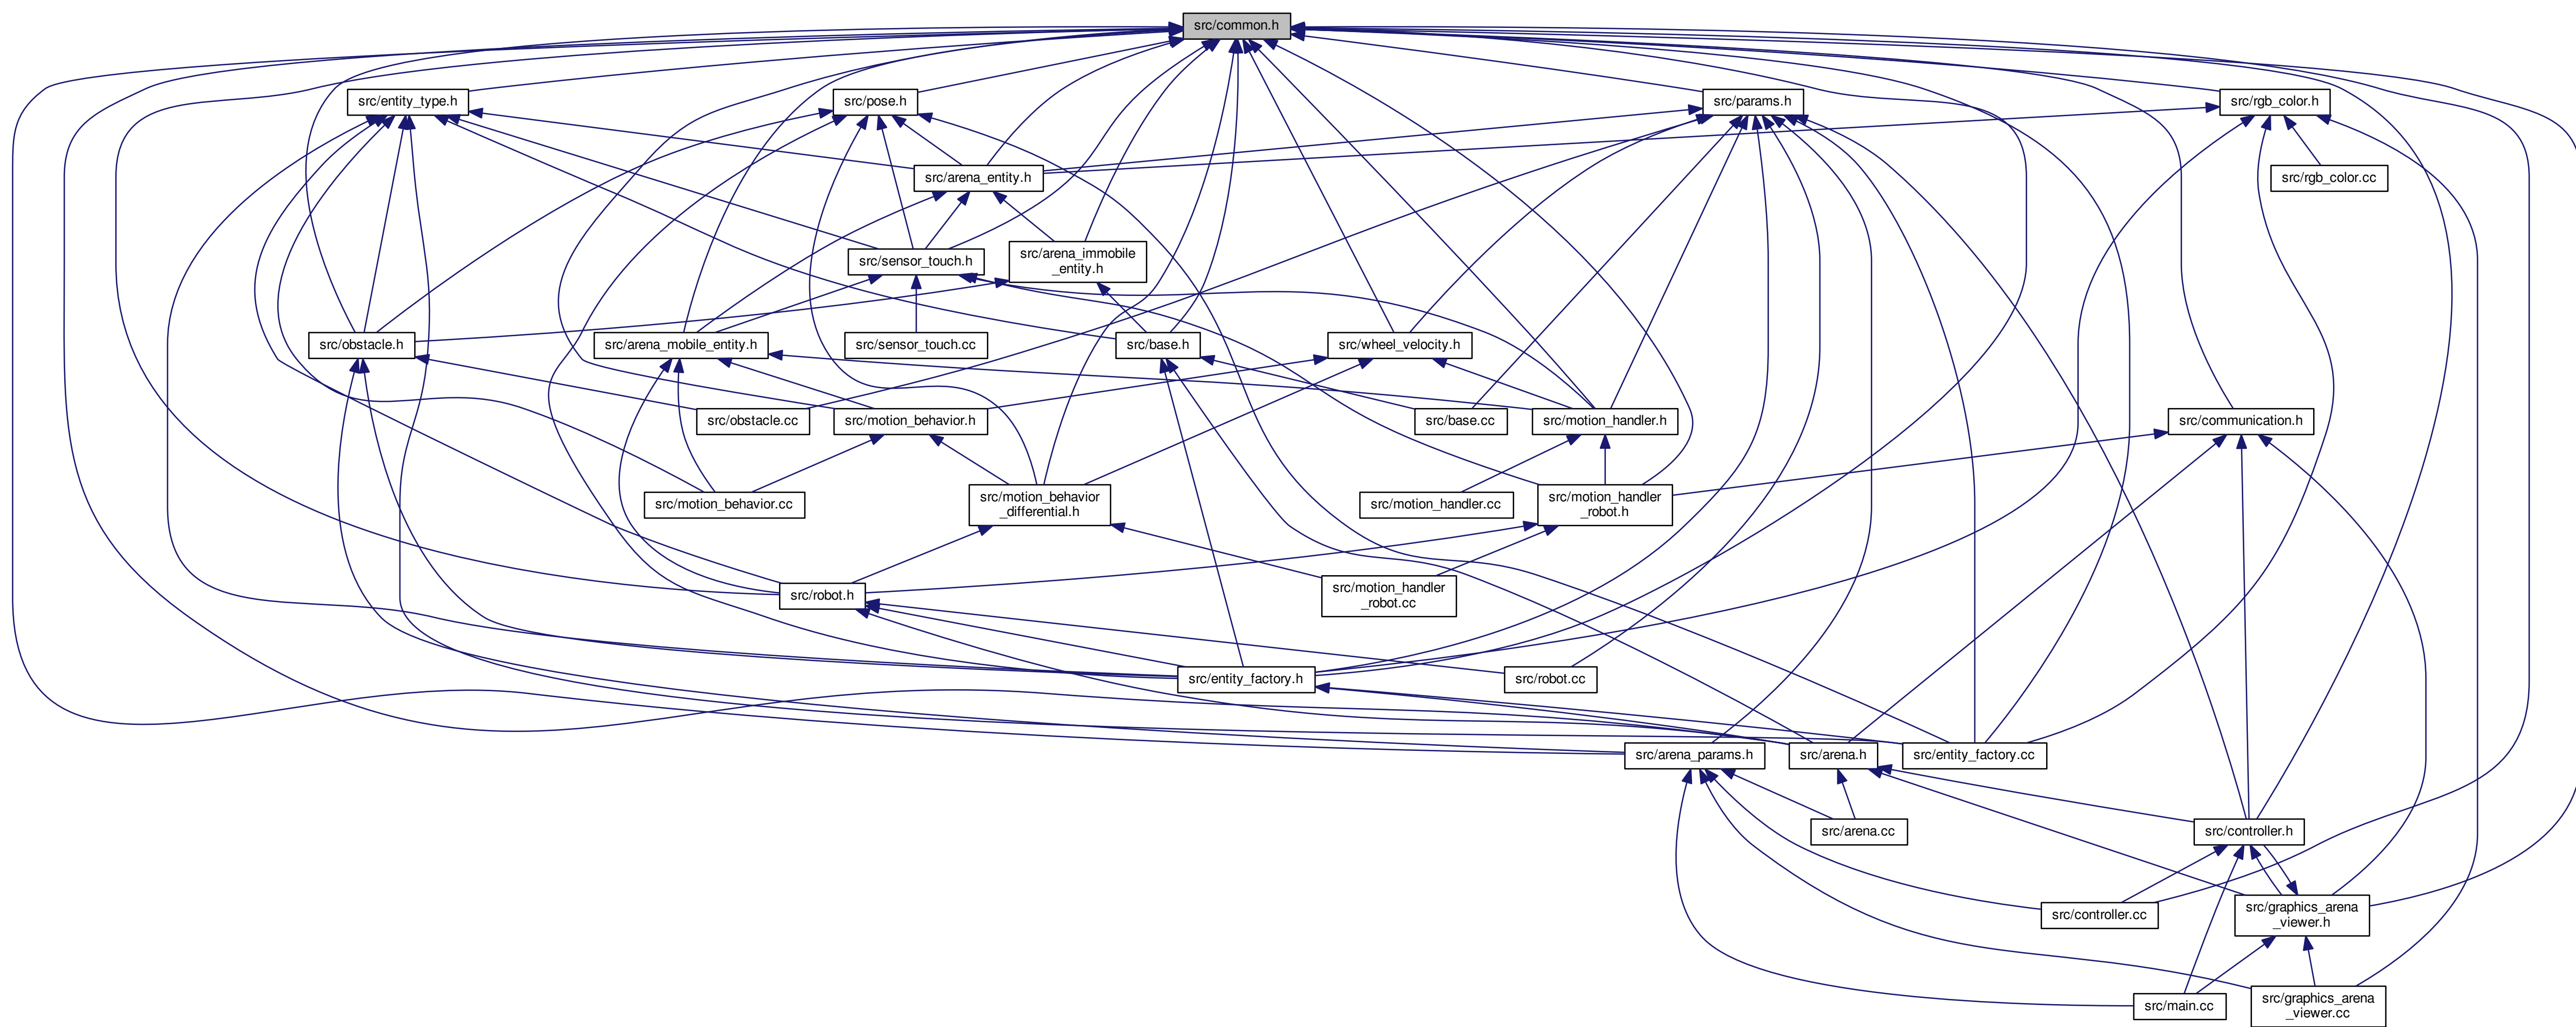 src/common.h
src/entity_type.h
src/pose.h
src/params.h
src/rgb_color.h
src/arena_entity.h
src/rgb_color.cc
src/sensor_touch.h
src/arena_immobile
_entity.h
src/obstacle.h
src/arena_mobile_entity.h
src/sensor_touch.cc
src/base.h
src/wheel_velocity.h
src/obstacle.cc
src/motion_behavior.h
src/base.cc
src/motion_handler.h
src/communication.h
src/motion_behavior.cc
src/motion_behavior
_differential.h
src/motion_handler.cc
src/motion_handler
_robot.h
src/robot.h
src/motion_handler
_robot.cc
src/entity_factory.h
src/robot.cc
src/arena_params.h
src/arena.h
src/entity_factory.cc
src/arena.cc
src/controller.h
src/controller.cc
src/graphics_arena
_viewer.h
src/main.cc
src/graphics_arena
_viewer.cc